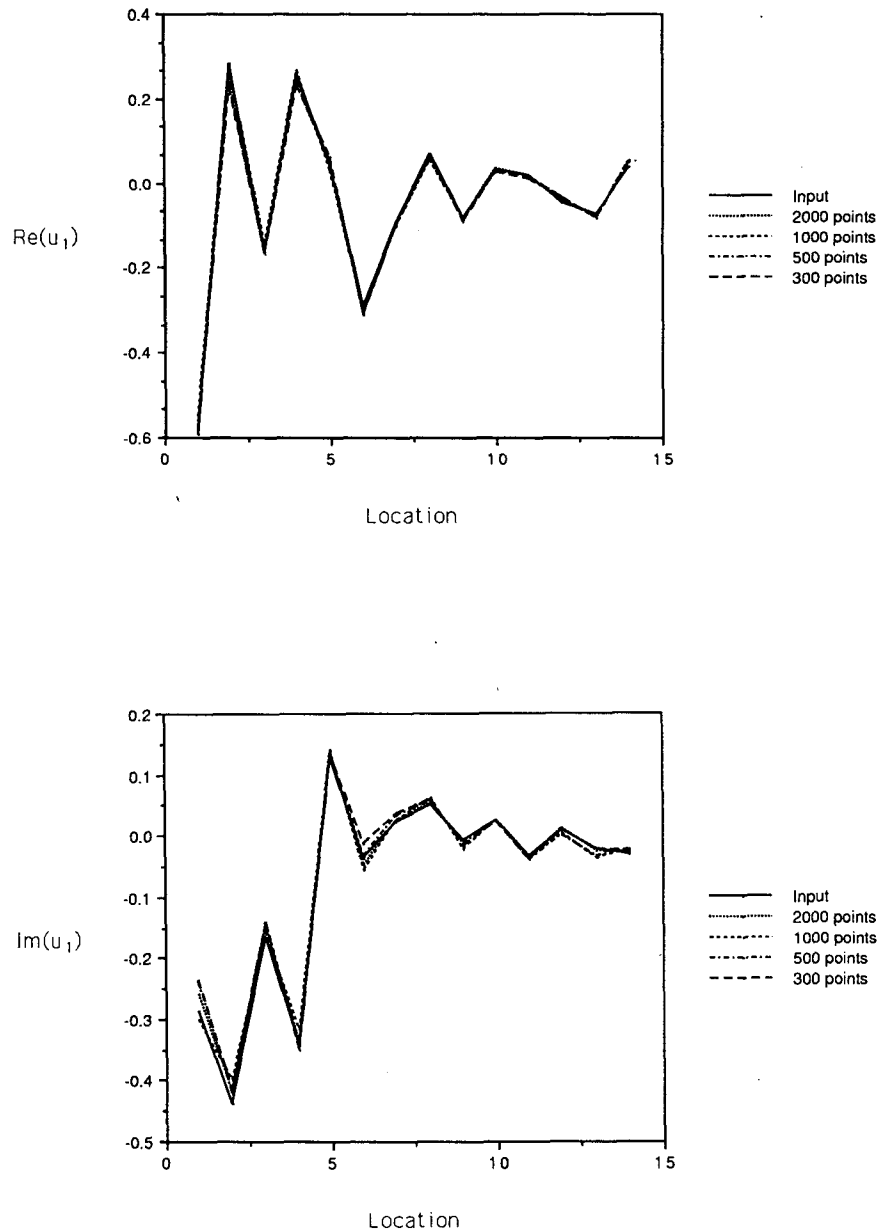 0.4
0.2
0.0
-0.2
-0.4
-0.6
Re(u1)
0
5
10
15
Location
Input
2000 points
1000 points
500 points
300 points
0.2
0.1
0.0
-0.1
-0.2
-0.3
-0.4
-0.5
Im(u1)
0
5
10
15
Location
Input
2000 points
1000 points
500 points
300 points